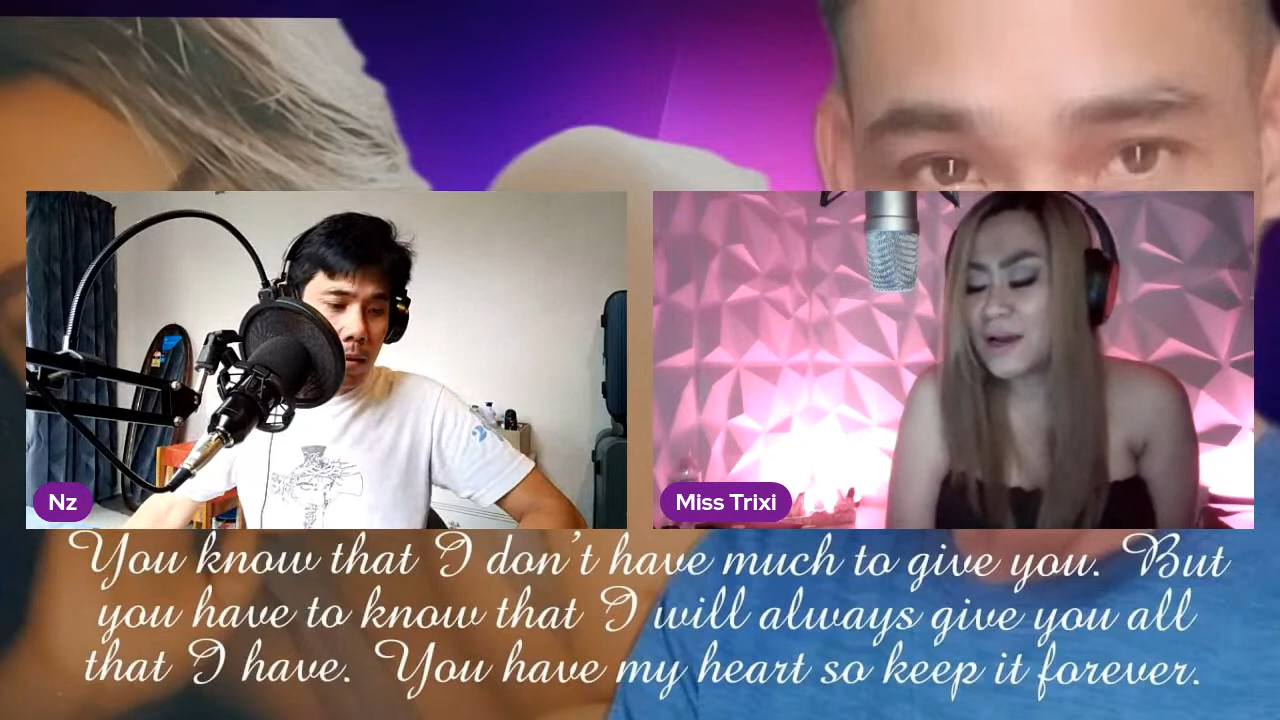 Nz
Miss Trixi
You know that I don't have much to give you. But
you have to know that I will always give you all
that I have. You have my heart so keep it forever.